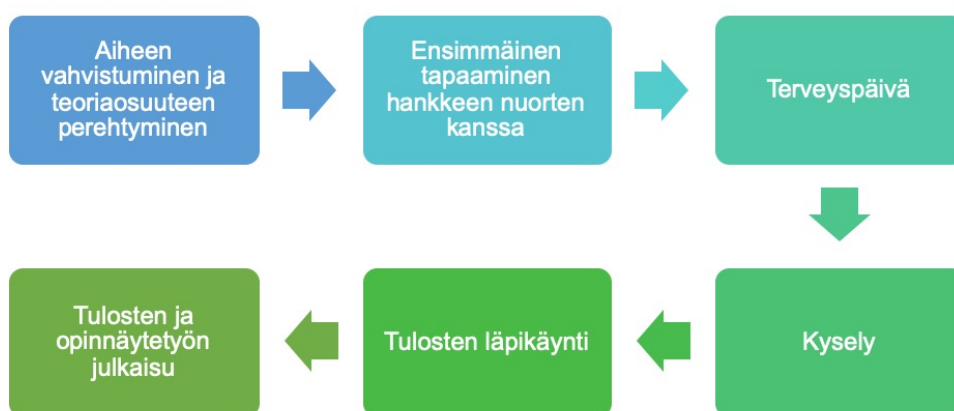 Aiheen
vahvistuminen ja
teoriaosuuteen
perehtyminen
Ensimmäinen
tapaaminen
hankkeen nuorten
kanssa
Terveyspäivä
Kysely
Tulosten läpikäynti
Tulosten ja
opinnäytetyön
julkaisu